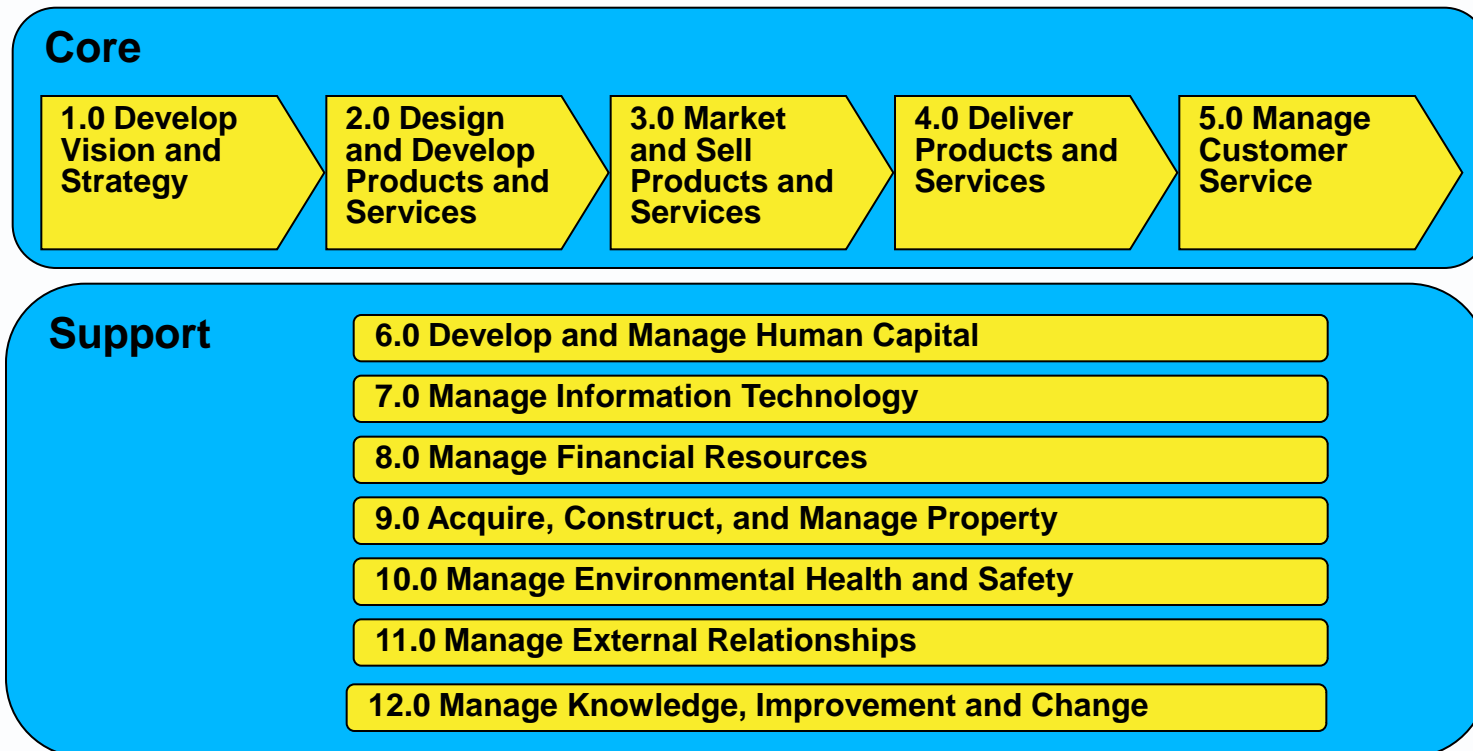 Core
1.0 Develop
Vision and
Strategy
2.0 Design
and Develop
Products and
Services
3.0 Market
and Sell
Products and
Services
4.0 Deliver
Products and
Services
5.0 Manage
Customer
Service
Support
6.0 Develop and Manage Human Capital
7.0 Manage Information Technology
8.0 Manage Financial Resources
9.0 Acquire, Construct, and Manage Property
10.0 Manage Environmental Health and Safety
11.0 Manage External Relationships
12.0 Manage Knowledge, Improvement and Change